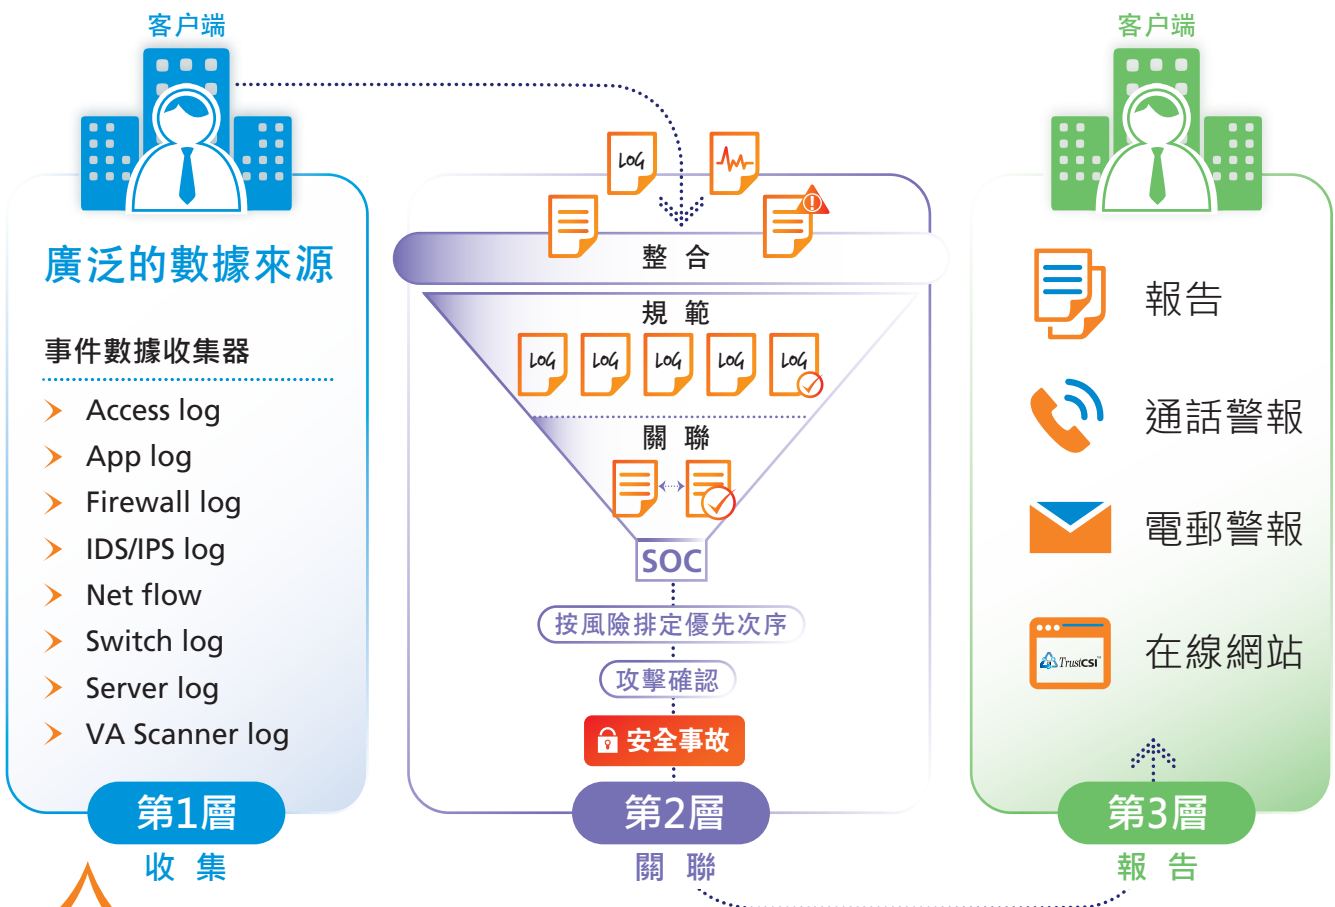 客户端
廣泛的數據來源
事件數據收集器
Access log
App log
Firewall log
IDS/IPS log
Net flow
Switch log
Server log
VA Scanner log
第1層
收 集
LOG
整 合
規 範
LOG LOG LOG LOG LOG
關 聯
SOC
按風險排定優先次序
攻擊確認
安全事故
第2層
關 聯
客户端
報告
通話警報
電郵警報
TrustCSI™
在線網站
第3層
報 告